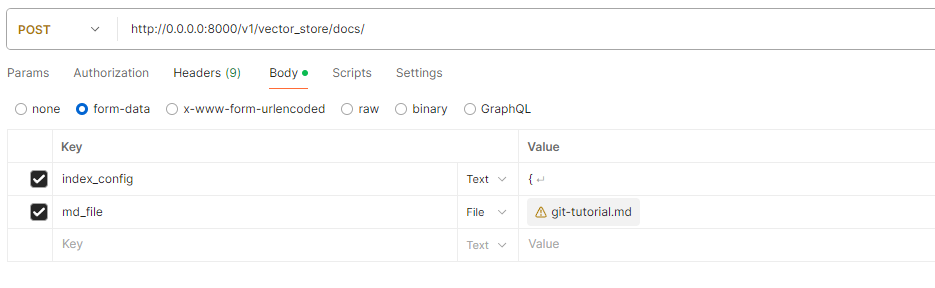 POST http://0.0.0.0:8000/v1/vector_store/docs/
Params Authorization Headers (9) Body Scripts Settings
none form-data x-www-form-urlencoded raw binary GraphQL
Key Value
index_config Text { ↵
md_file File git-tutorial.md
Key Text Value